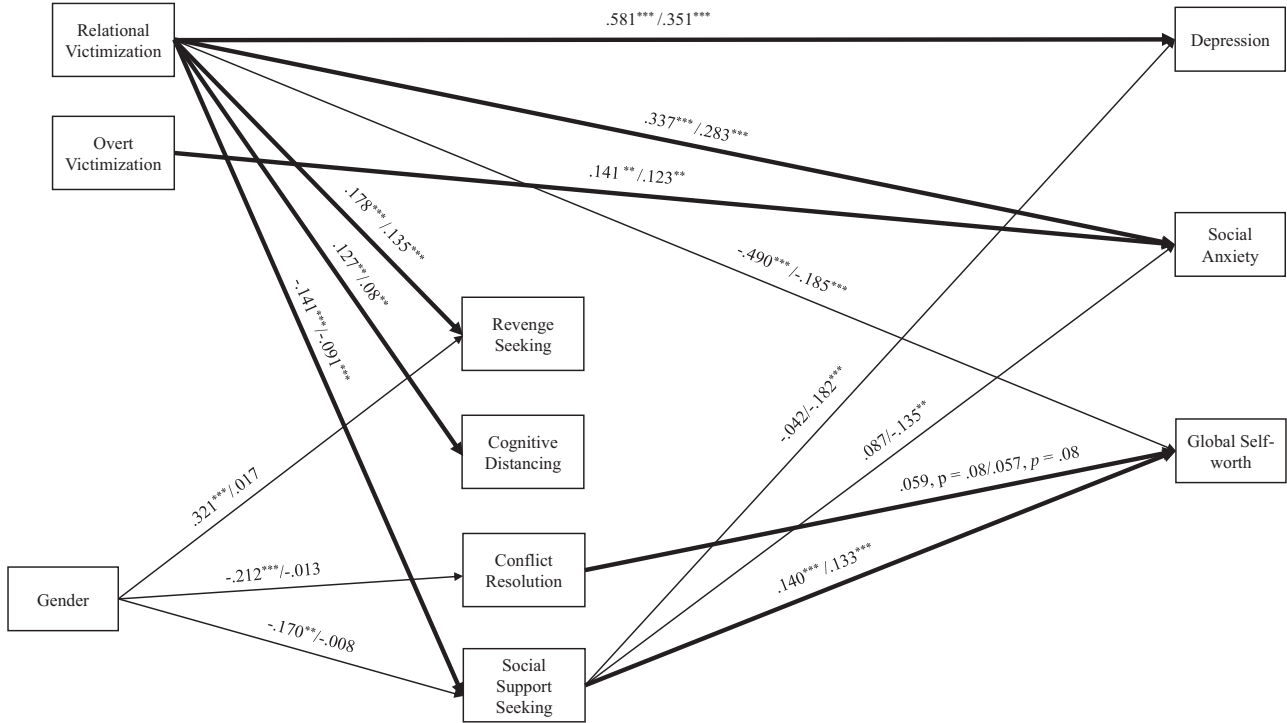 Relational
Victimization
.581***/.351***
Depression
Overt
Victimization
.337***/.283***
.141 **/.123**
.178***/.135***
.127**/.08**
-.141***/-.091***
-.490***/-.185***
Social
Anxiety
Revenge
Seeking
-.042/-.182***
.087/-.135**
Cognitive
Distancing
Global Self-
worth
.321***/.017
.059, p = .08/.057, p = .08
Conflict
Resolution
.140*** /.133***
Gender
-.212***/-.013
-.170**/-.008
Social
Support
Seeking